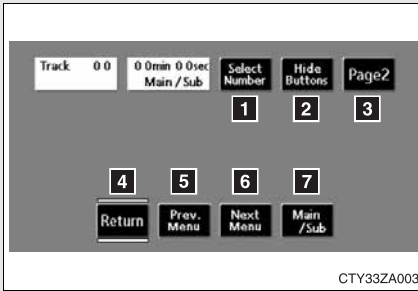 Track 0 0
0 0min 0 0sec
Main / Sub
Select
Number
Hide
Buttons
Page2
1
2
3
4
5
6
7
Return
Prev.
Menu
Next
Menu
Main
/Sub
CTY33ZA003